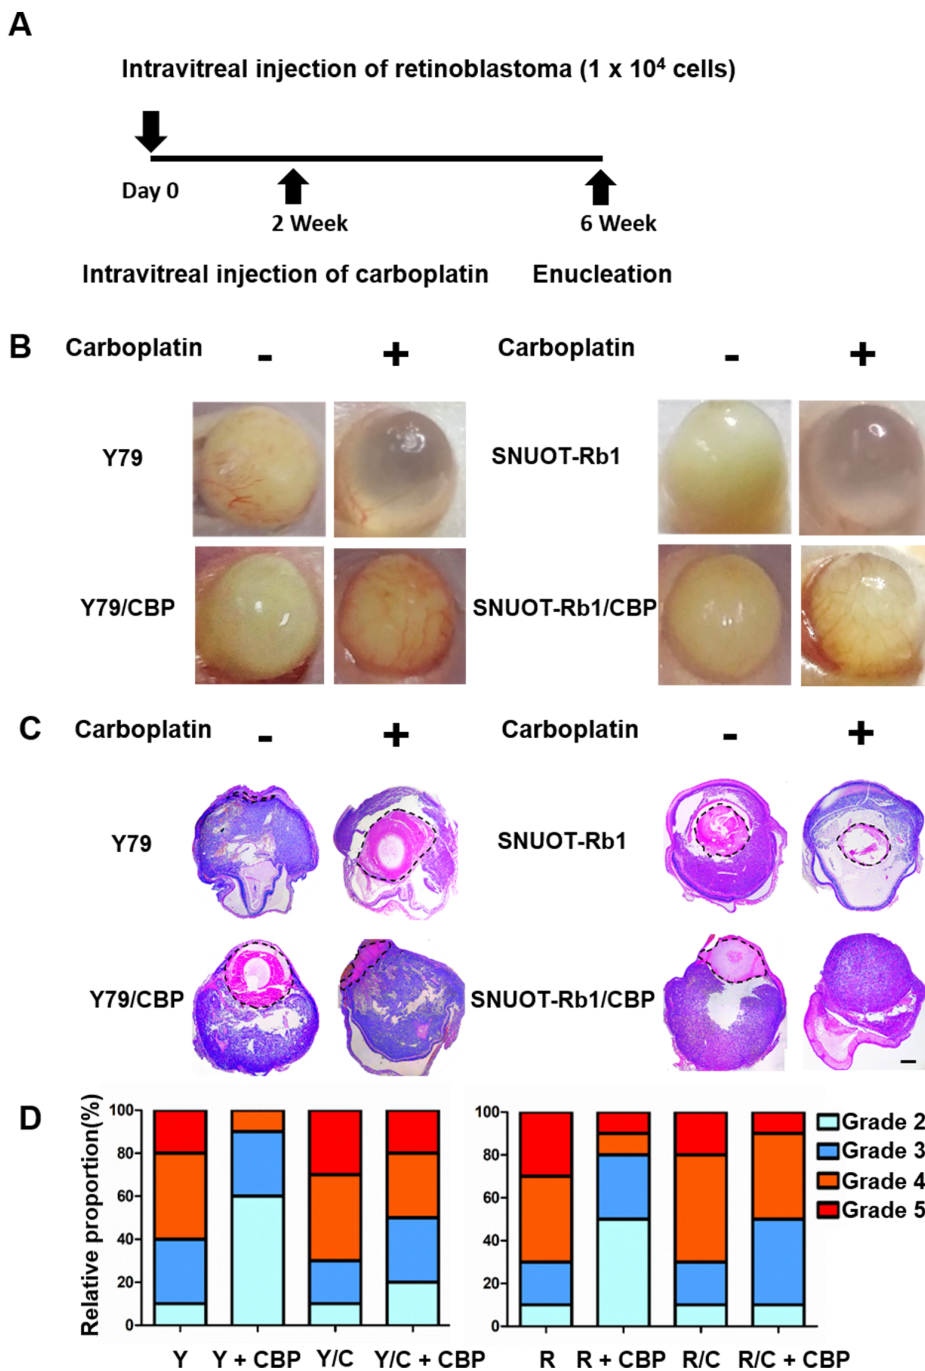 A
Intravitreal injection of retinoblastoma (1 x 10⁴ cells)
Day 0
2 Week
6 Week
Intravitreal injection of carboplatin
Enucleation
B
Carboplatin - +
Carboplatin - +
Y79
SNUOT-Rb1
Y79/CBP
SNUOT-Rb1/CBP
C
Carboplatin - +
Carboplatin - +
Y79
SNUOT-Rb1
Y79/CBP
SNUOT-Rb1/CBP
D
Relative proportion(%)
100
80
60
40
20
0
Y Y + CBP Y/C Y/C + CBP
100
80
60
40
20
0
R R + CBP R/C R/C + CBP
Grade 2
Grade 3
Grade 4
Grade 5